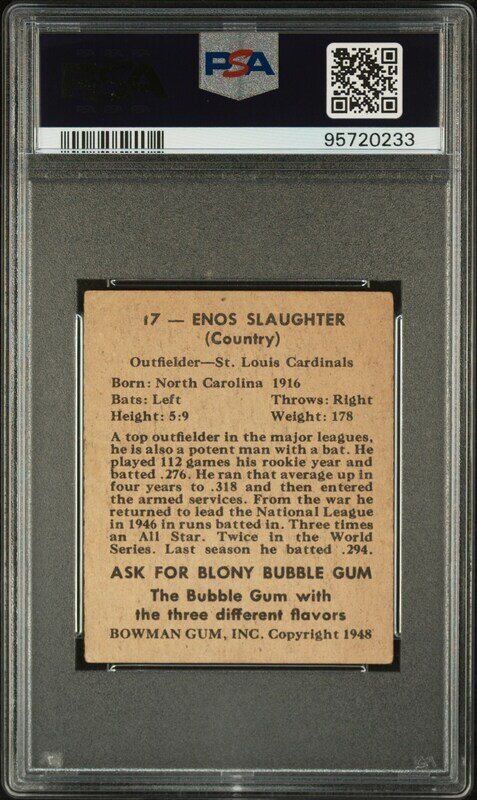 PSA
PSA
95720233
17 — ENOS SLAUGHTER
(Country)
Outfielder—St. Louis Cardinals
Born: North Carolina 1916
Bats: Left Throws: Right
Height: 5:9 Weight: 178
A top outfielder in the major leagues,
he is also a potent man with a bat. He
played 112 games his rookie year and
batted .276. He ran that average up in
four years to .318 and then entered
the armed services. From the war he
returned to lead the National League
in 1946 in runs batted in. Three times
an All Star. Twice in the World
Series. Last season he batted .294.
ASK FOR BLONY BUBBLE GUM
The Bubble Gum with
the three different flavors
BOWMAN GUM, INC. Copyright 1948